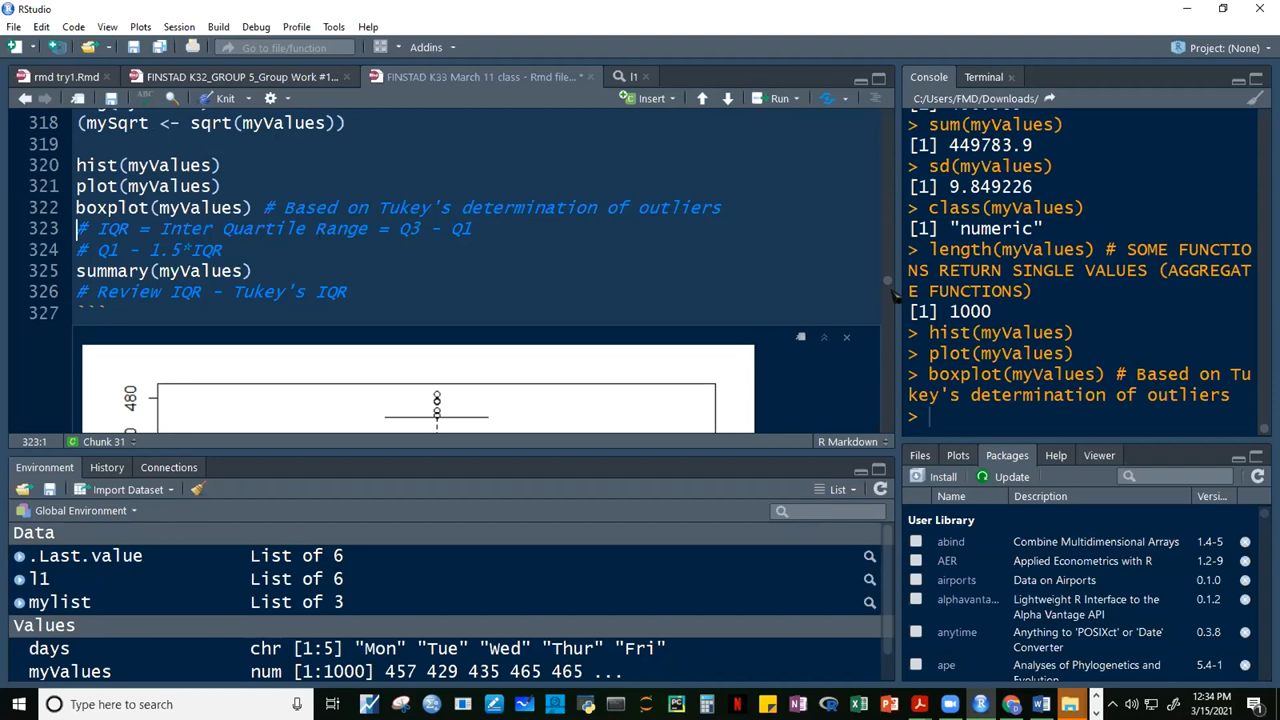 RStudio
File Edit Code View Plots Session Build Debug Profile Tools Help
Go to file/function Addins Project: (None)
rmd try1.Rmd FINSTAD K32_GROUP 5_Group Work #1... FINSTAD K33 March 11 class - Rmd file... * l1
Knit Insert Run
318 (mySqrt <- sqrt(myValues))
319
320 hist(myValues)
321 plot(myValues)
322 boxplot(myValues) # Based on Tukey's determination of outliers
323 # IQR = Inter Quartile Range = Q3 - Q1
324 # Q1 - 1.5*IQR
325 summary(myValues)
326 # Review IQR - Tukey's IQR
327 ```
480
323:1 Chunk 31 R Markdown
Console Terminal
C:/Users/FMD/Downloads/
> sum(myValues)
[1] 449783.9
> sd(myValues)
[1] 9.849226
> class(myValues)
[1] "numeric"
> length(myValues) # SOME FUNCTIO
NS RETURN SINGLE VALUES (AGGREGAT
E FUNCTIONS)
[1] 1000
> hist(myValues)
> plot(myValues)
> boxplot(myValues) # Based on Tu
key's determination of outliers
>
Environment History Connections
Import Dataset List
Global Environment
Data
.Last.value List of 6
l1 List of 6
mylist List of 3
Values
days chr [1:5] "Mon" "Tue" "Wed" "Thur" "Fri"
myValues num [1:1000] 457 429 435 465 465 ...
Files Plots Packages Help Viewer
Install Update
Name Description Versi...
User Library
abind Combine Multidimensional Arrays 1.4-5
AER Applied Econometrics with R 1.2-9
airports Data on Airports 0.1.0
alphavanta... Lightweight R Interface to the 0.1.2
Alpha Vantage API
anytime Anything to 'POSIXct' or 'Date' 0.3.8
Converter
ape Analyses of Phylogenetics and 5.4-1
Evolution
Type here to search
12:34 PM
3/15/2021